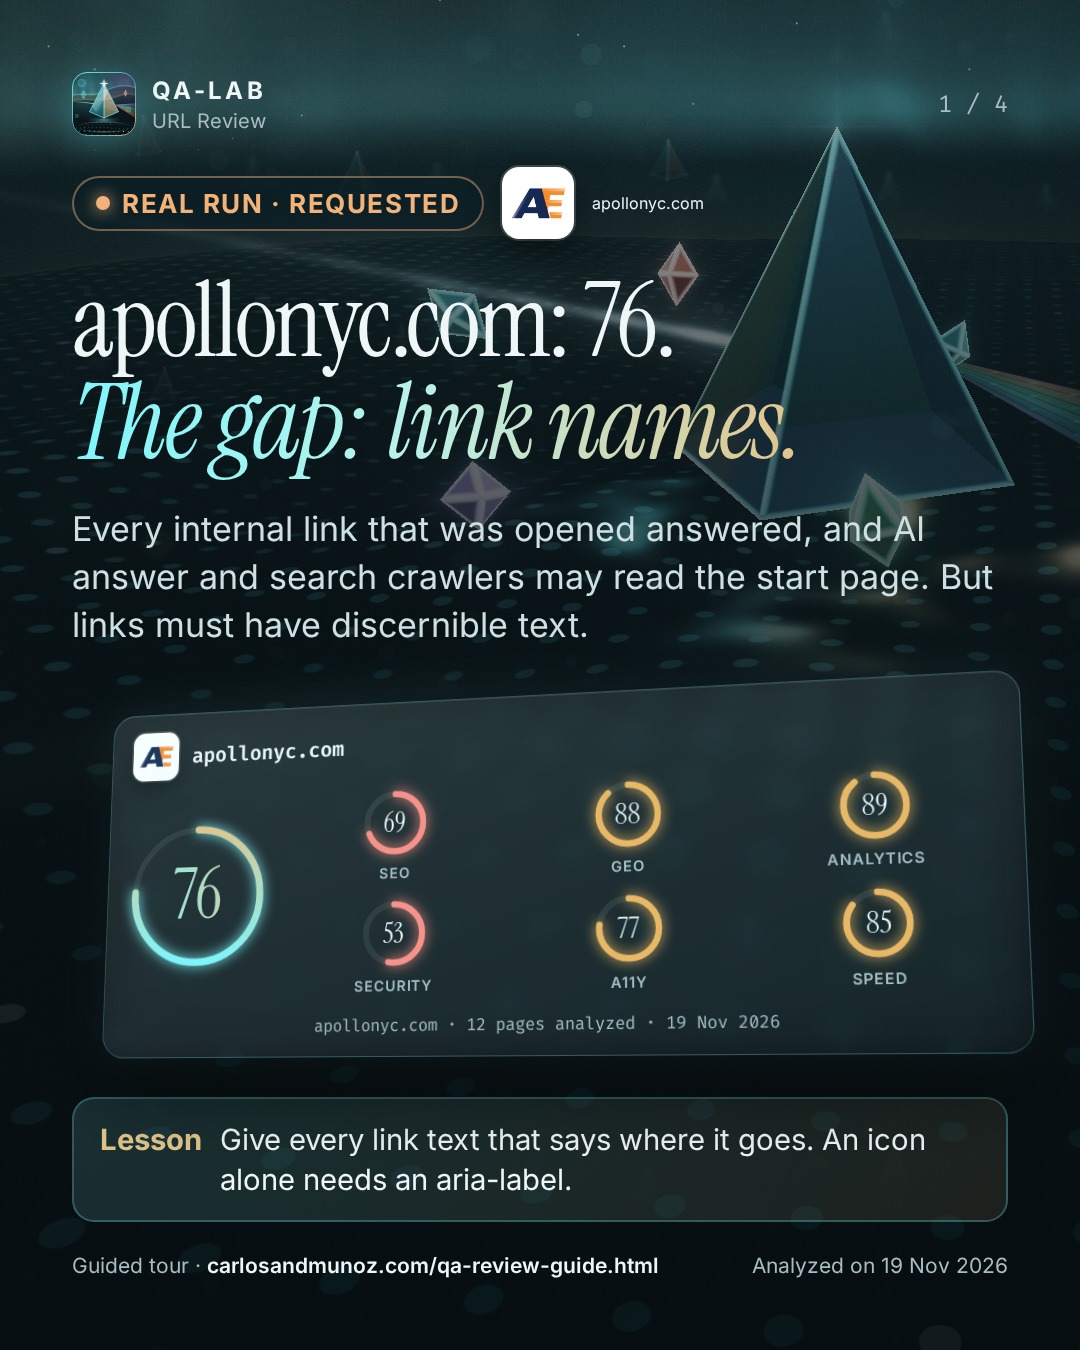 QA-LAB
URL Review
1 / 4
REAL RUN · REQUESTED
AE
apollonyc.com
apollonyc.com: 76.
The gap: link names.
Every internal link that was opened answered, and AI
answer and search crawlers may read the start page. But
links must have discernible text.
AE
apollonyc.com
76
69
SEO
88
GEO
89
ANALYTICS
53
SECURITY
77
A11Y
85
SPEED
apollonyc.com · 12 pages analyzed · 19 Nov 2026
Lesson Give every link text that says where it goes. An icon
alone needs an aria-label.
Guided tour · carlosandmunoz.com/qa-review-guide.html
Analyzed on 19 Nov 2026